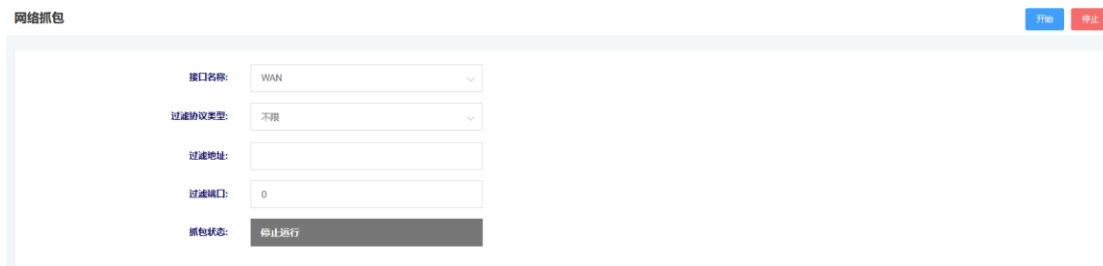 网络抓包
开始 停止
接口名称: WAN
过滤协议类型: 不限
过滤地址:
过滤端口: 0
抓包状态: 停止运行